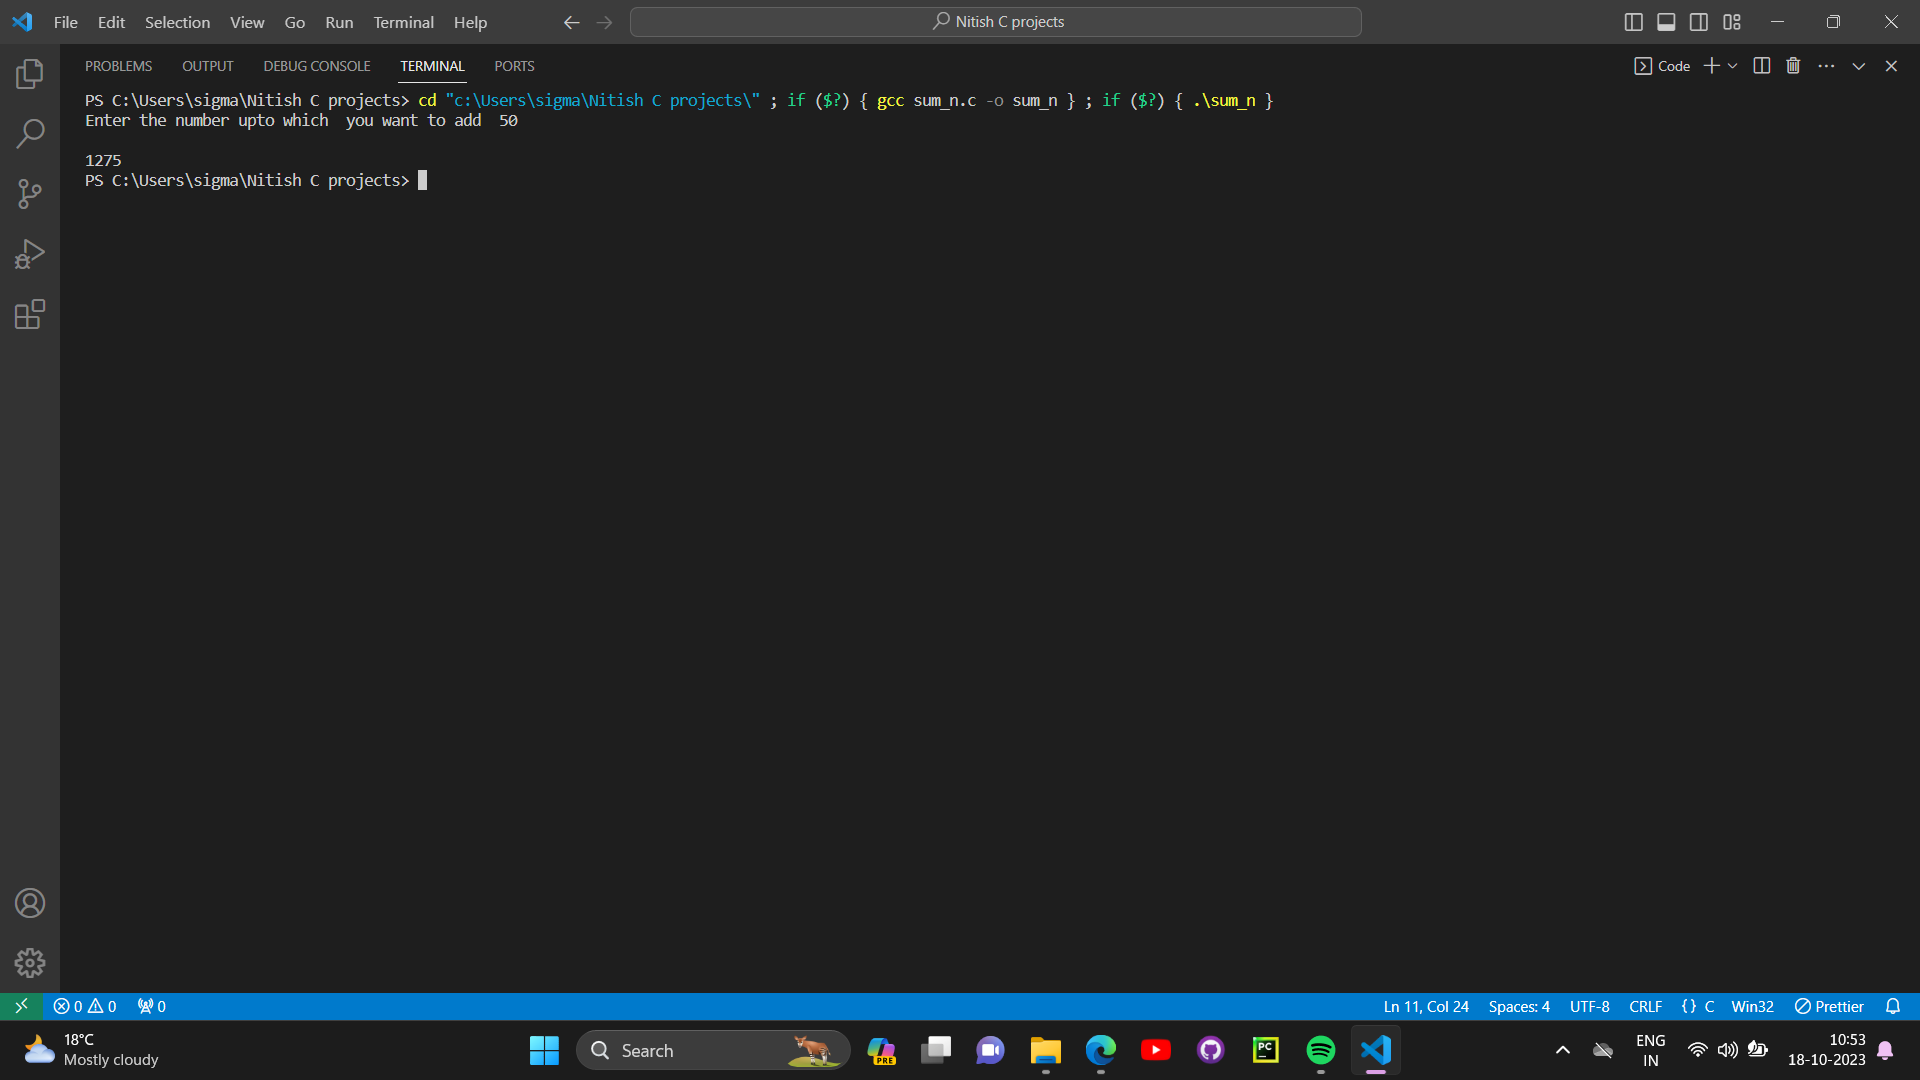 File Edit Selection View Go Run Terminal Help
Nitish C projects
PROBLEMS OUTPUT DEBUG CONSOLE TERMINAL PORTS
Code
PS C:\Users\sigma\Nitish C projects> cd "c:\Users\sigma\Nitish C projects\" ; if ($?) { gcc sum_n.c -o sum_n } ; if ($?) { .\sum_n }
Enter the number upto which  you want to add  50
1275
PS C:\Users\sigma\Nitish C projects>
0 0 0
Ln 11, Col 24 Spaces: 4 UTF-8 CRLF {} C Win32 Prettier
18°C
Mostly cloudy
Search
PRE
PC
ENG
IN
10:53
18-10-2023